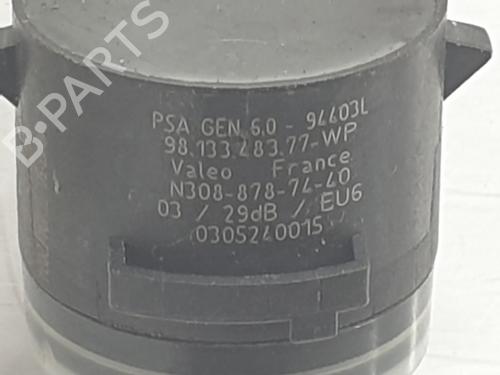 PSA GEN 6.0 - 94403L
98.133.483.77-WP
Valeo France
N308-878-74-40
03 / 29dB / EU6
0305240015